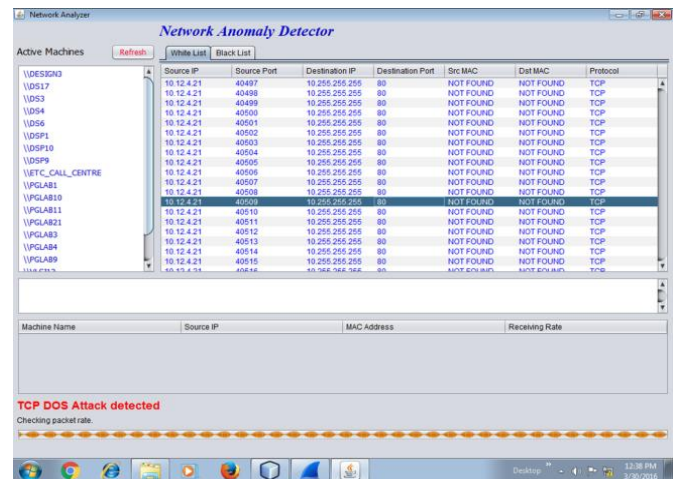 Network Analyzer
Network Anomaly Detector
Active Machines
Refresh
White List
Black List
\\DESIGN3
\\DS17
\\DS3
\\DS4
\\DS6
\\DSP1
\\DSP10
\\DSP9
\\ETC_CALL_CENTRE
\\PGLAB1
\\PGLAB10
\\PGLAB11
\\PGLAB21
\\PGLAB3
\\PGLAB4
\\PGLAB9
Source IP Source Port Destination IP Destination Port Src MAC Dst MAC Protocol
10.12.4.21 40497 10.255.255.255 80 NOT FOUND NOT FOUND TCP
10.12.4.21 40498 10.255.255.255 80 NOT FOUND NOT FOUND TCP
10.12.4.21 40499 10.255.255.255 80 NOT FOUND NOT FOUND TCP
10.12.4.21 40500 10.255.255.255 80 NOT FOUND NOT FOUND TCP
10.12.4.21 40501 10.255.255.255 80 NOT FOUND NOT FOUND TCP
10.12.4.21 40502 10.255.255.255 80 NOT FOUND NOT FOUND TCP
10.12.4.21 40503 10.255.255.255 80 NOT FOUND NOT FOUND TCP
10.12.4.21 40504 10.255.255.255 80 NOT FOUND NOT FOUND TCP
10.12.4.21 40505 10.255.255.255 80 NOT FOUND NOT FOUND TCP
10.12.4.21 40506 10.255.255.255 80 NOT FOUND NOT FOUND TCP
10.12.4.21 40507 10.255.255.255 80 NOT FOUND NOT FOUND TCP
10.12.4.21 40508 10.255.255.255 80 NOT FOUND NOT FOUND TCP
10.12.4.21 40509 10.255.255.255 80 NOT FOUND NOT FOUND TCP
10.12.4.21 40510 10.255.255.255 80 NOT FOUND NOT FOUND TCP
10.12.4.21 40511 10.255.255.255 80 NOT FOUND NOT FOUND TCP
10.12.4.21 40512 10.255.255.255 80 NOT FOUND NOT FOUND TCP
10.12.4.21 40513 10.255.255.255 80 NOT FOUND NOT FOUND TCP
10.12.4.21 40514 10.255.255.255 80 NOT FOUND NOT FOUND TCP
10.12.4.21 40515 10.255.255.255 80 NOT FOUND NOT FOUND TCP
10.12.4.21 40516 10.255.255.255 80 NOT FOUND NOT FOUND TCP
Machine Name Source IP MAC Address Receiving Rate
TCP DOS Attack detected
Checking packet rate.
Desktop
12:38 PM
3/30/2016